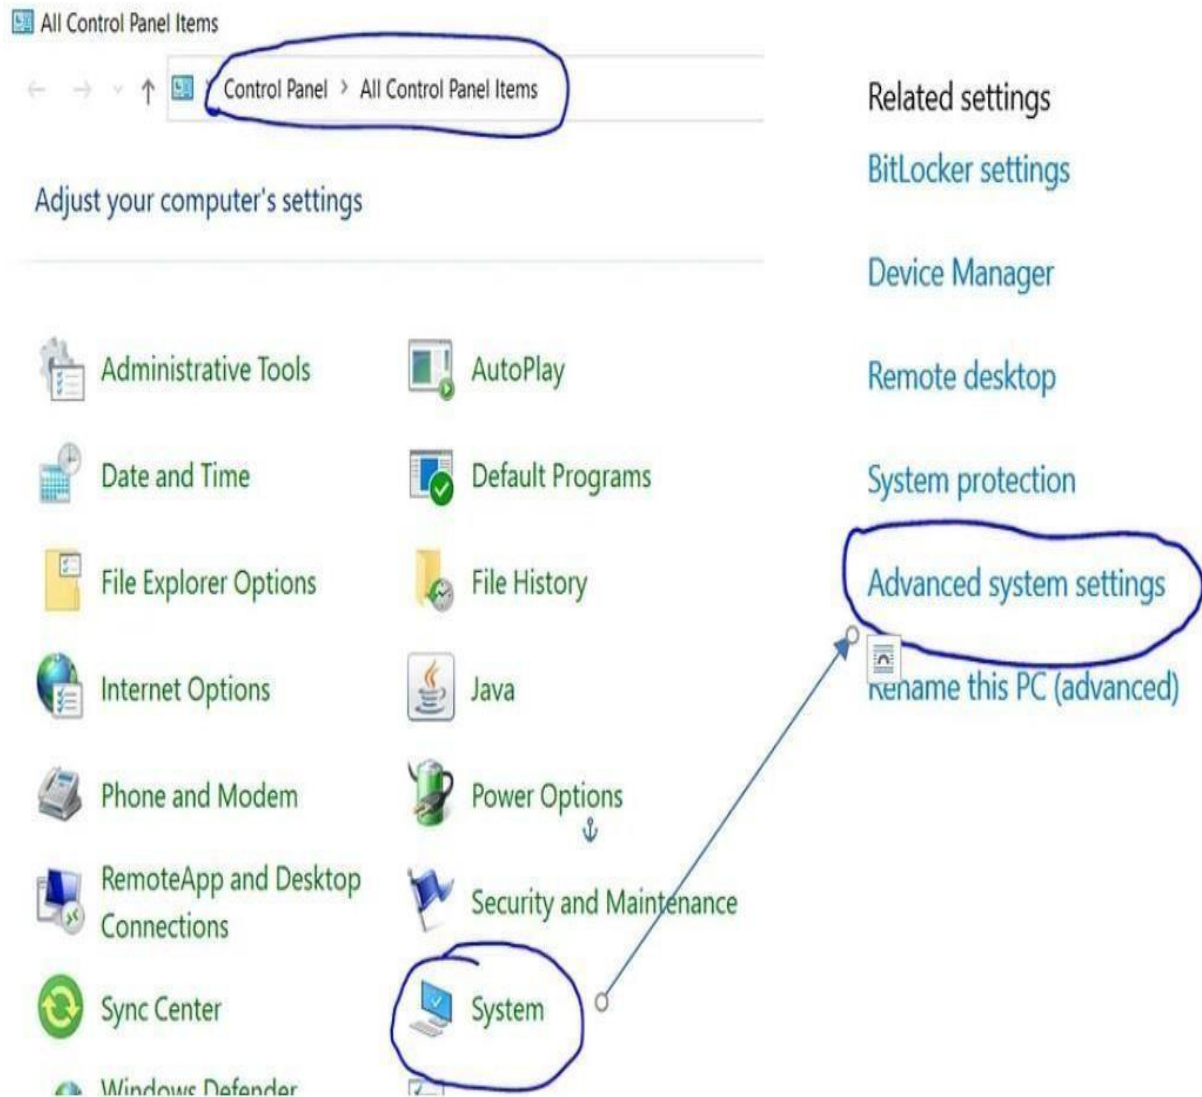 All Control Panel Items
Control Panel > All Control Panel Items
Adjust your computer's settings
Administrative Tools
AutoPlay
Date and Time
Default Programs
File Explorer Options
File History
Internet Options
Java
Phone and Modem
Power Options
RemoteApp and Desktop
Connections
Security and Maintenance
Sync Center
System
Windows Defender
Related settings
BitLocker settings
Device Manager
Remote desktop
System protection
Advanced system settings
Rename this PC (advanced)